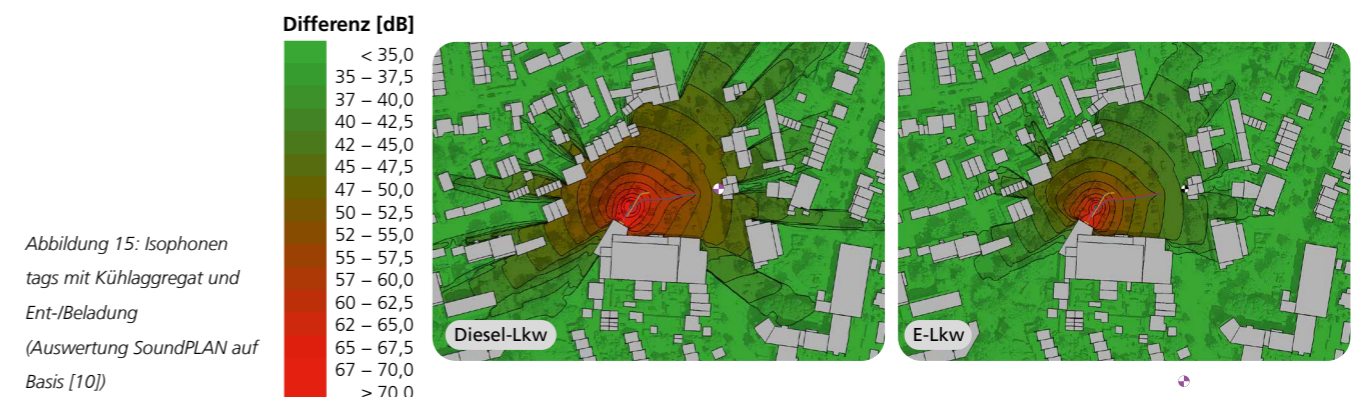 Differenz [dB]
< 35,0
35 – 37,5
37 – 40,0
40 – 42,5
42 – 45,0
45 – 47,5
47 – 50,0
50 – 52,5
52 – 55,0
55 – 57,5
57 – 60,0
60 – 62,5
62 – 65,0
65 – 67,5
67 – 70,0
> 70,0
Abbildung 15: Isophonen
tags mit Kühlaggregat und
Ent-/Beladung
(Auswertung SoundPLAN auf
Basis [10])
Diesel-Lkw
E-Lkw